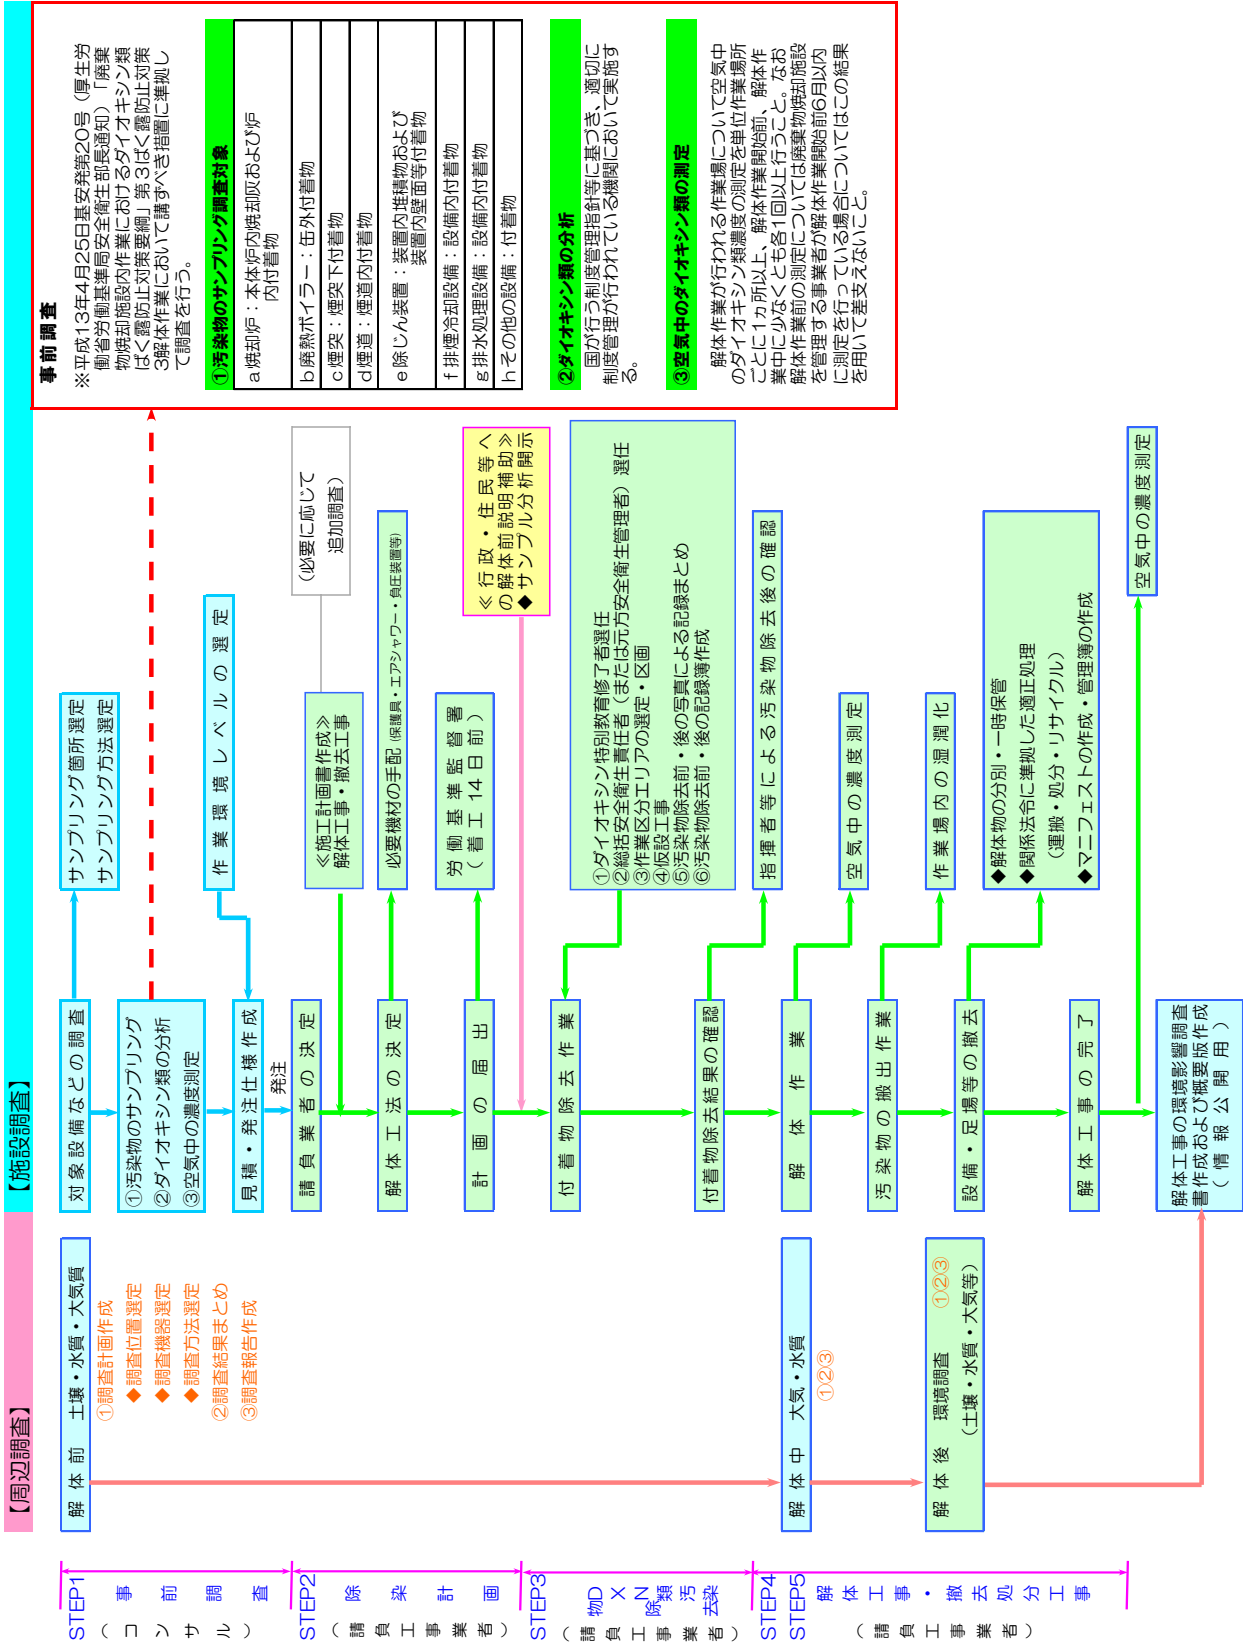 【周辺調査】
【施設調査】
STEP1
事前調査
（コンサル）
STEP2
除染計画
（請負工事業者）
STEP3
DXN類汚染
物除去
（請負工事業者）
STEP4
STEP5
解体工事・撤去処分工事
（請負工事業者）
解体前　土壌・水質・大気質
①調査計画作成
◆調査位置選定
◆調査機器選定
◆調査方法選定
②調査結果まとめ
③調査報告作成
解体中　大気・水質
①②③
解体後　環境調査　①②③
（土壌・水質・大気等）
対象設備などの調査
①汚染物のサンプリング
②ダイオキシン類の分析
③空気中の濃度測定
見積・発注仕様作成
発注
請負業者の決定
解体工法の決定
計画の届出
付着物除去作業
付着物除去結果の確認
解体作業
汚染物の搬出作業
設備・足場等の撤去
解体工事の完了
解体工事の環境影響調査
書作成および概要版作成
（情報公開用）
サンプリング箇所選定
サンプリング方法選定
作業環境レベルの選定
≪施工計画書作成≫
解体工事・撤去工事
（必要に応じて
追加調査）
必要機材の手配（保護具・エアシャワー・負圧装置等）
労働基準監督署
（着工14日前）
≪行政・住民等へ
の解体前説明補助≫
◆サンプル分析開示
①ダイオキシン特別教育修了者選任
②総括安全衛生責任者（または元方安全衛生管理者）選任
③作業区分エリアの選定・区画
④仮設工事
⑤汚染物除去前・後の写真による記録まとめ
⑥汚染物除去前・後の記録簿作成
指揮者等による汚染物除去後の確認
空気中の濃度測定
作業場内の湿潤化
◆解体物の分別・一時保管
◆関係法令に準拠した適正処理
（運搬・処分・リサイクル）
◆マニフェストの作成・管理簿の作成
空気中の濃度測定
事前調査
※平成13年4月25日基安発第20号（厚生労
働省労働基準局安全衛生部長通知）「廃棄
物焼却施設内作業におけるダイオキシン類
ばく露防止対策要綱」第３ばく露防止対策
３解体作業において講ずべき措置に準拠し
て調査を行う。
①汚染物のサンプリング調査対象
a焼却炉：本体炉内焼却灰および炉
内付着物
b廃熱ボイラー：缶外付着物
c煙突：煙突下付着物
d煙道：煙道内付着物
e除じん装置：装置内堆積物および
装置内壁面等付着物
f排煙冷却設備：設備内付着物
g排水処理設備：設備内付着物
hその他の設備：付着物
②ダイオキシン類の分析
国が行う制度管理指針等に基づき、適切に
制度管理が行われている機関において実施す
る。
③空気中のダイオキシン類の測定
解体作業が行われる作業場について空気中
のダイオキシン類濃度の測定を単位作業場所
ごとに１ヵ所以上、解体作業開始前、解体作
業中に少なくとも各1回以上行うこと。なお
解体作業前の測定については廃棄物焼却施設
を管理する事業者が解体作業開始前6月以内
に測定を行っている場合についてはこの結果
を用いて差支えないこと。